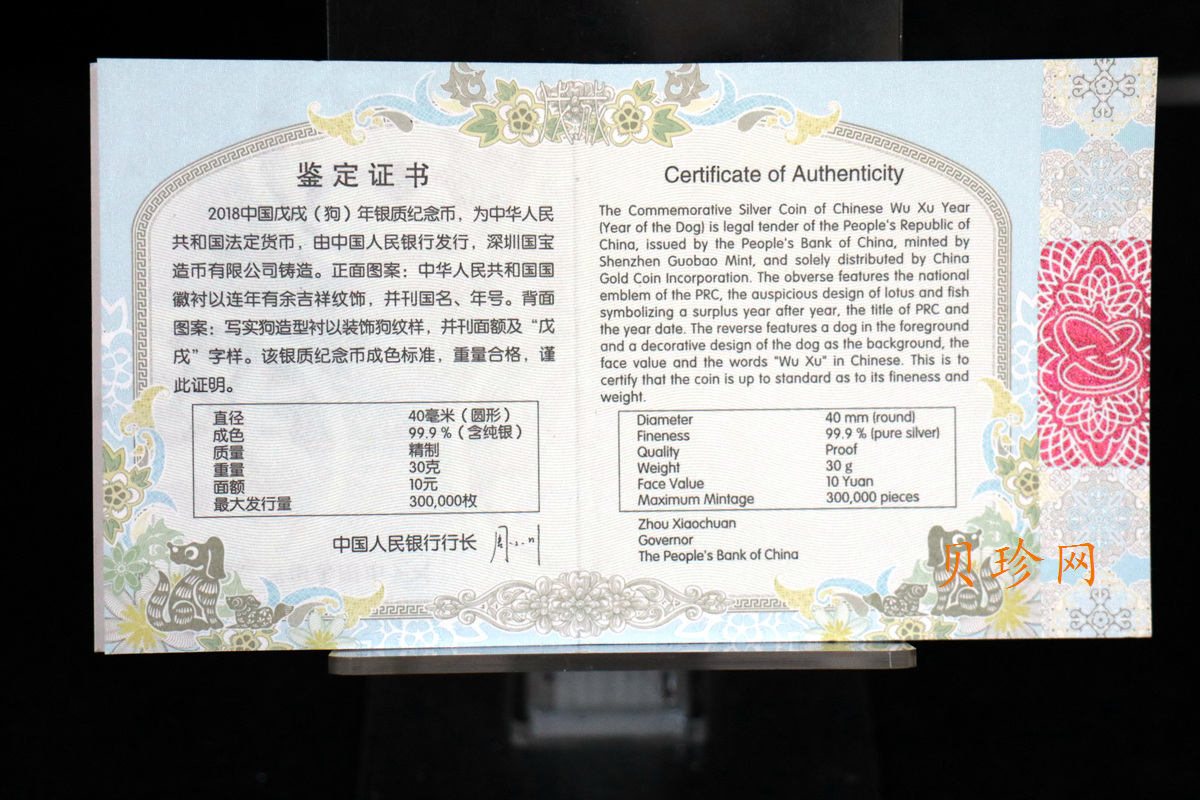 鉴定证书
2018中国戊戌（狗）年银质纪念币，为中华人民
共和国法定货币，由中国人民银行发行，深圳国宝
造币有限公司铸造。正面图案：中华人民共和国国
徽衬以连年有余吉祥纹饰，并刊国名、年号。背面
图案：写实狗造型衬以装饰狗纹样，并刊面额及“戊
戌”字样。该银质纪念币成色标准，重量合格，谨
此证明。
直径 40毫米（圆形）
成色 99.9％（含纯银）
质量 精制
重量 30克
面额 10元
最大发行量 300,000枚
中国人民银行行长
Certificate of Authenticity
The Commemorative Silver Coin of Chinese Wu Xu Year
(Year of the Dog) is legal tender of the People's Republic of
China, issued by the People's Bank of China, minted by
Shenzhen Guobao Mint, and solely distributed by China
Gold Coin Incorporation. The obverse features the national
emblem of the PRC, the auspicious design of lotus and fish
symbolizing a surplus year after year, the title of PRC and
the year date. The reverse features a dog in the foreground
and a decorative design of the dog as the background, the
face value and the words "Wu Xu" in Chinese. This is to
certify that the coin is up to standard as to its fineness and
weight.
Diameter 40 mm (round)
Fineness 99.9 % (pure silver)
Quality Proof
Weight 30 g
Face Value 10 Yuan
Maximum Mintage 300,000 pieces
Zhou Xiaochuan
Governor
The People's Bank of China
贝珍网